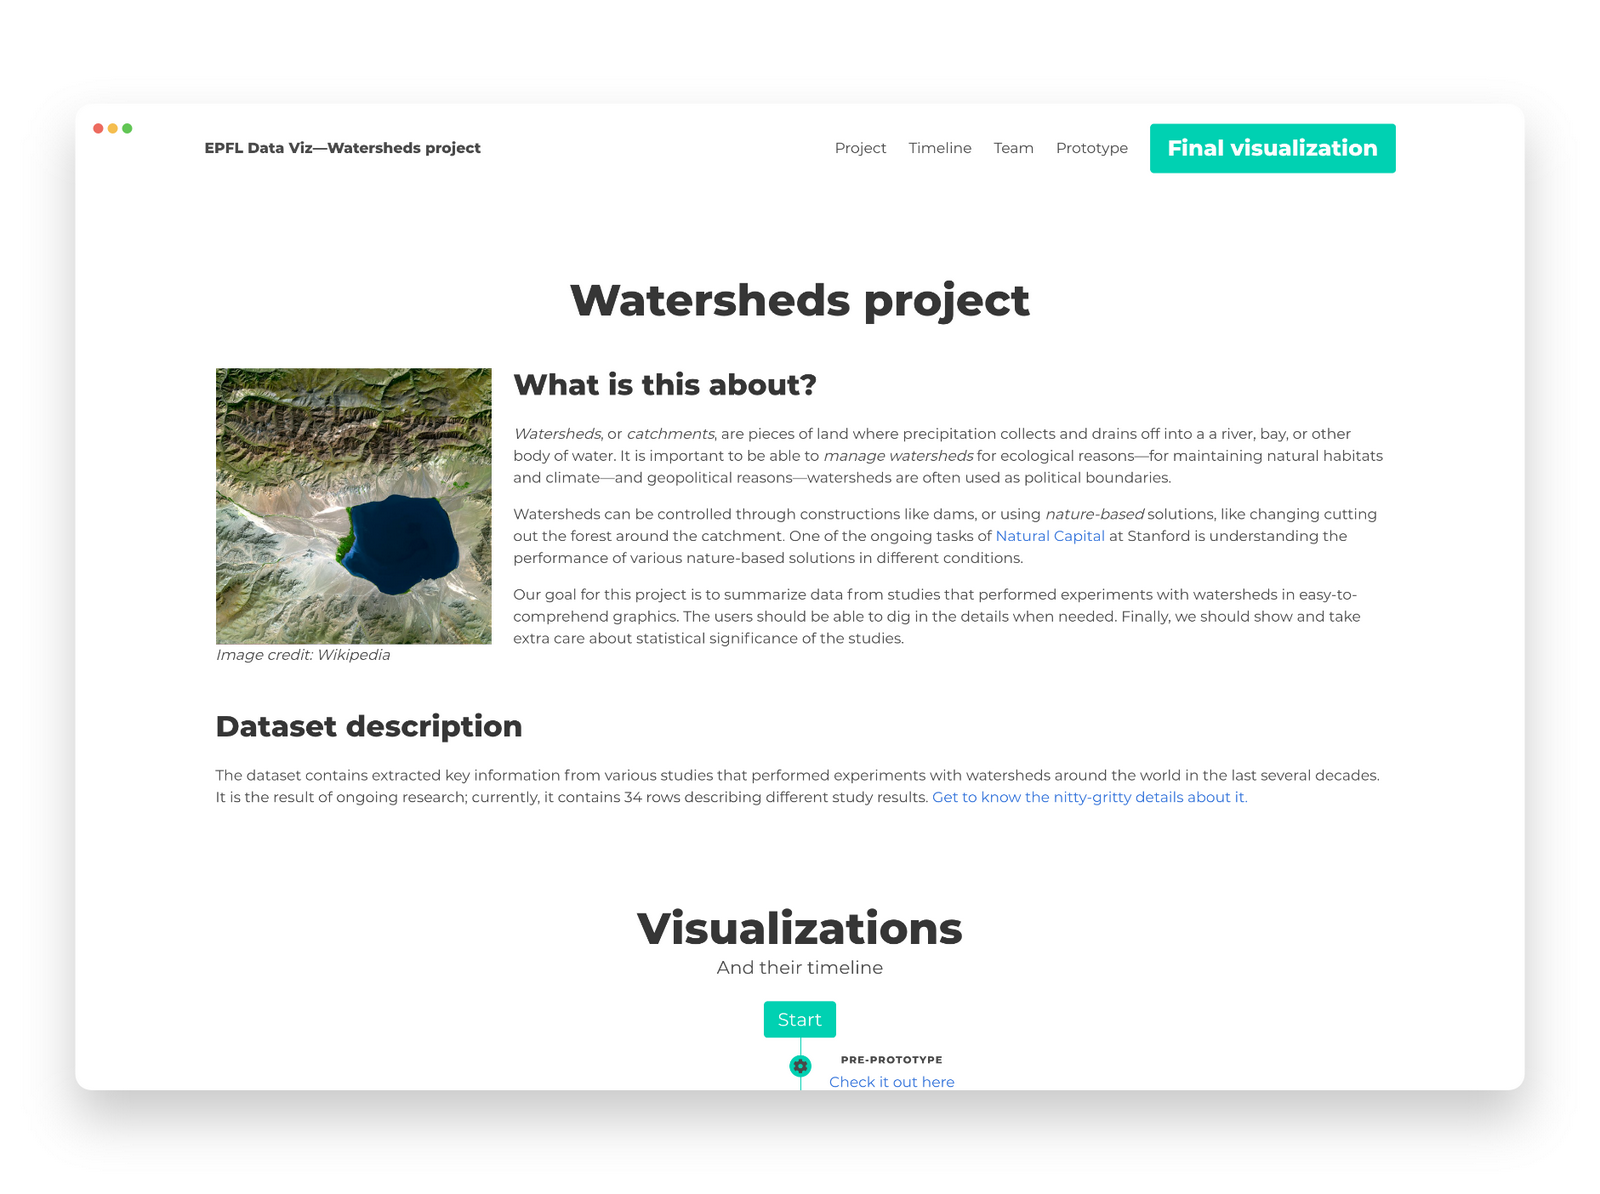 EPFL Data Viz—Watersheds project
Project
Timeline
Team
Prototype
Final visualization
Watersheds project
What is this about?
Watersheds, or catchments, are pieces of land where precipitation collects and drains off into a a river, bay, or other
body of water. It is important to be able to manage watersheds for ecological reasons—for maintaining natural habitats
and climate—and geopolitical reasons—watersheds are often used as political boundaries.
Watersheds can be controlled through constructions like dams, or using nature-based solutions, like changing cutting
out the forest around the catchment. One of the ongoing tasks of Natural Capital at Stanford is understanding the
performance of various nature-based solutions in different conditions.
Our goal for this project is to summarize data from studies that performed experiments with watersheds in easy-to-
comprehend graphics. The users should be able to dig in the details when needed. Finally, we should show and take
extra care about statistical significance of the studies.
Image credit: Wikipedia
Dataset description
The dataset contains extracted key information from various studies that performed experiments with watersheds around the world in the last several decades.
It is the result of ongoing research; currently, it contains 34 rows describing different study results. Get to know the nitty-gritty details about it.
Visualizations
And their timeline
Start
PRE-PROTOTYPE
Check it out here